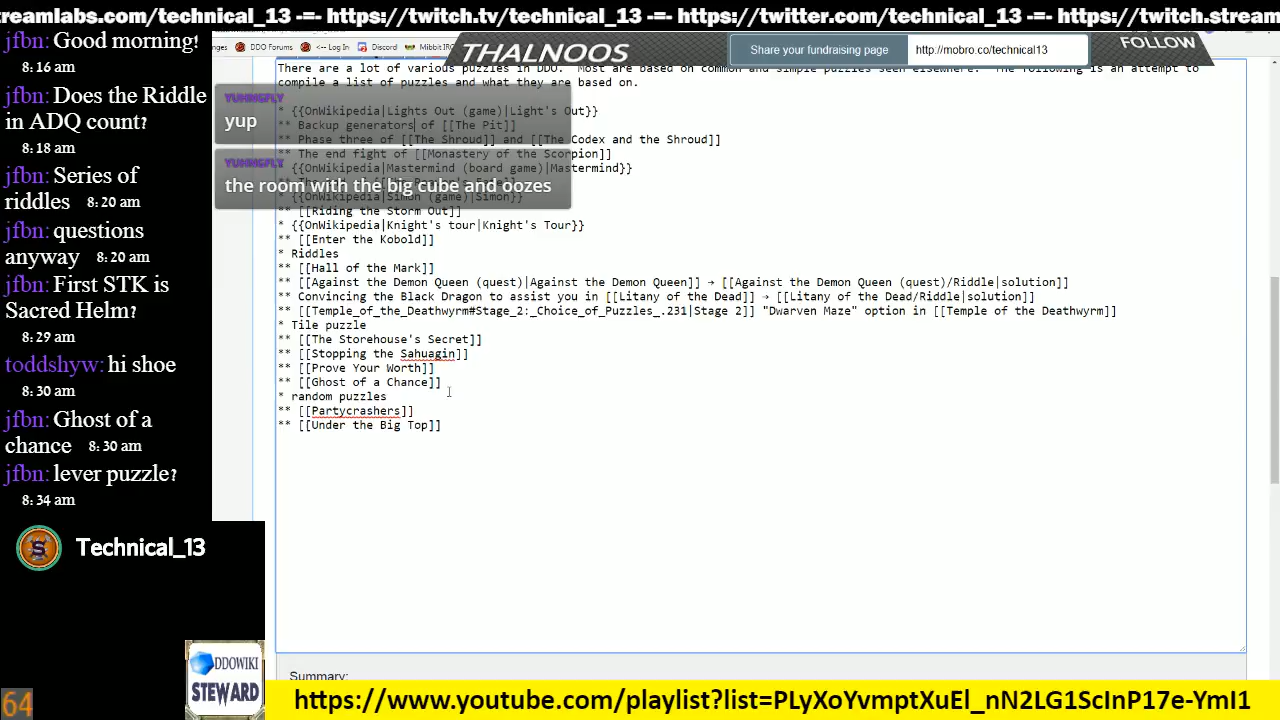 streamlabs.com/technical_13 -=- https://twitch.tv/technical_13 -=- https://twitter.com/technical_13 -=- https://twitch.stream
jfbn: Good morning!
8:16 am
jfbn: Does the Riddle
in ADQ count?
8:18 am
jfbn: Series of
riddles 8:20 am
jfbn: questions
anyway 8:20 am
jfbn: First STK is
Sacred Helm?
8:29 am
toddshyw: hi shoe
8:30 am
jfbn: Ghost of a
chance 8:30 am
jfbn: lever puzzle?
8:34 am
Technical_13
DDOWIKI
STEWARD
64
nges DDO Forums <-- Log In Discord Mibbit IR
THALNOOS
Share your fundraising page
http://mobro.co/technical13
FOLLOW
YUHNGFLY
yup
YUHNGFLY
the room with the big cube and oozes
There are a lot of various puzzles in DDO. Most are based on common and simple puzzles seen elsewhere. The following is an attempt to
compile a list of puzzles and what they are based on.
* {{OnWikipedia|Lights Out (game)|Light's Out}}
** Backup generators of [[The Pit]]
** Phase three of [[The Shroud]] and [[The Codex and the Shroud]]
** The end fight of [[Monastery of the Scorpion]]
{{OnWikipedia|Mastermind (board game)|Mastermind}}
{{OnWikipedia|Simon (game)|Simon}}
** [[Riding the Storm Out]]
* {{OnWikipedia|Knight's tour|Knight's Tour}}
** [[Enter the Kobold]]
* Riddles
** [[Hall of the Mark]]
** [[Against the Demon Queen (quest)|Against the Demon Queen]] → [[Against the Demon Queen (quest)/Riddle|solution]]
** Convincing the Black Dragon to assist you in [[Litany of the Dead]] → [[Litany of the Dead/Riddle|solution]]
** [[Temple_of_the_Deathwyrm#Stage_2:_Choice_of_Puzzles_.231|Stage 2]] "Dwarven Maze" option in [[Temple of the Deathwyrm]]
* Tile puzzle
** [[The Storehouse's Secret]]
** [[Stopping the Sahuagin]]
** [[Prove Your Worth]]
** [[Ghost of a Chance]]
* random puzzles
** [[Partycrashers]]
** [[Under the Big Top]]
Summary:
https://www.youtube.com/playlist?list=PLyXoYvmptXuEl_nN2LG1ScInP17e-YmI1